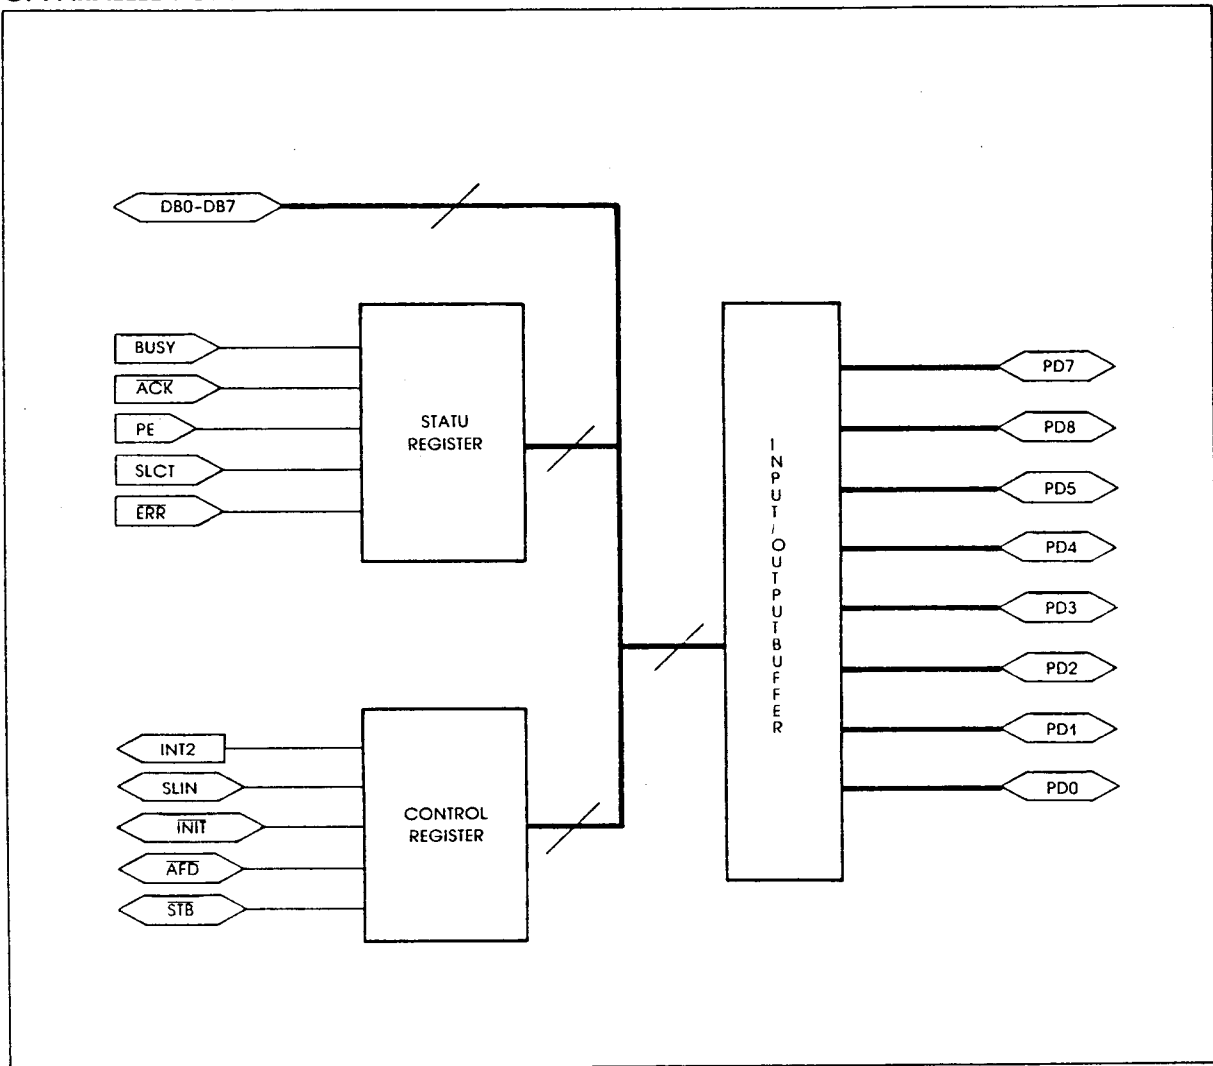 DB0-DB7
BUSY
ACK
PE
SLCT
ERR
STATU
REGISTER
INT2
SLIN
INIT
AFD
STB
CONTROL
REGISTER
INPUT/OUTPUTBUFFER
PD7
PD8
PD5
PD4
PD3
PD2
PD1
PD0